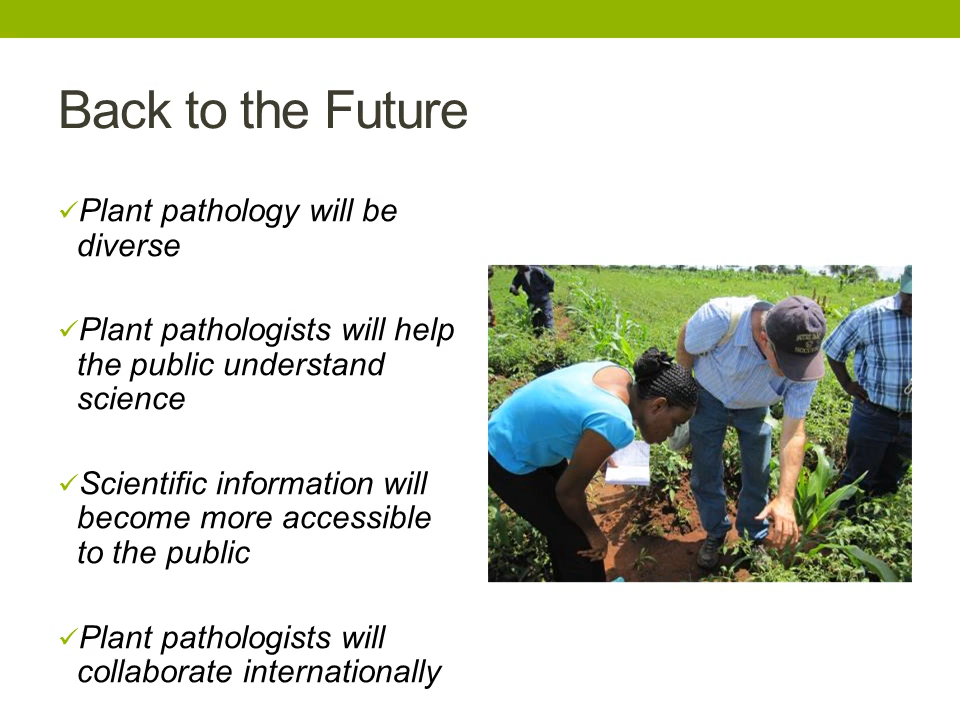 Back to the Future
✓Plant pathology will be
diverse
✓Plant pathologists will help
the public understand
science
✓Scientific information will
become more accessible
to the public
✓Plant pathologists will
collaborate internationally